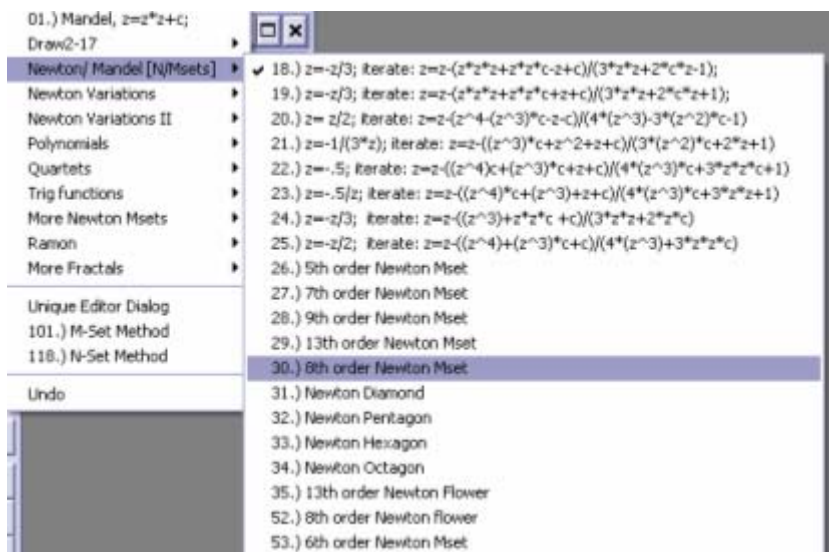 01.) Mandel, z=z*z+c;
Draw2-17
Newton/ Mandel [N/Msets]
Newton Variations
Newton Variations II
Polynomials
Quartets
Trig functions
More Newton Msets
Ramon
More Fractals
Unique Editor Dialog
101.) M-Set Method
118.) N-Set Method
Undo
18.) z=-z/3; iterate: z=z-(z*z*z+z*z*c-z+c)/(3*z*z+2*c*z-1);
19.) z=-z/3; iterate: z=z-(z*z*z+z*z*c+z+c)/(3*z*z+2*c*z+1);
20.) z= z/2; iterate: z=z-(z^4-(z^3)*c-z-c)/(4*(z^3)-3*(z^2)*c-1)
21.) z=-1/(3*z); iterate: z=z-((z^3)*c+z^2+z+c)/(3*(z^2)*c+2*z+1)
22.) z=-.5; iterate: z=z-((z^4)c+(z^3)*c+z+c)/(4*(z^3)*c+3*z*z*c+1)
23.) z=-.5/z; iterate: z=z-((z^4)*c+(z^3)+z+c)/(4*(z^3)*c+3*z*z+1)
24.) z=-z/3; iterate: z=z-((z^3)+z*z*c +c)/(3*z*z+2*z*c)
25.) z=-z/2; iterate: z=z-((z^4)+(z^3)*c+c)/(4*(z^3)+3*z*z*c)
26.) 5th order Newton Mset
27.) 7th order Newton Mset
28.) 9th order Newton Mset
29.) 13th order Newton Mset
30.) 8th order Newton Mset
31.) Newton Diamond
32.) Newton Pentagon
33.) Newton Hexagon
34.) Newton Octagon
35.) 13th order Newton Flower
52.) 8th order Newton flower
53.) 6th order Newton Mset